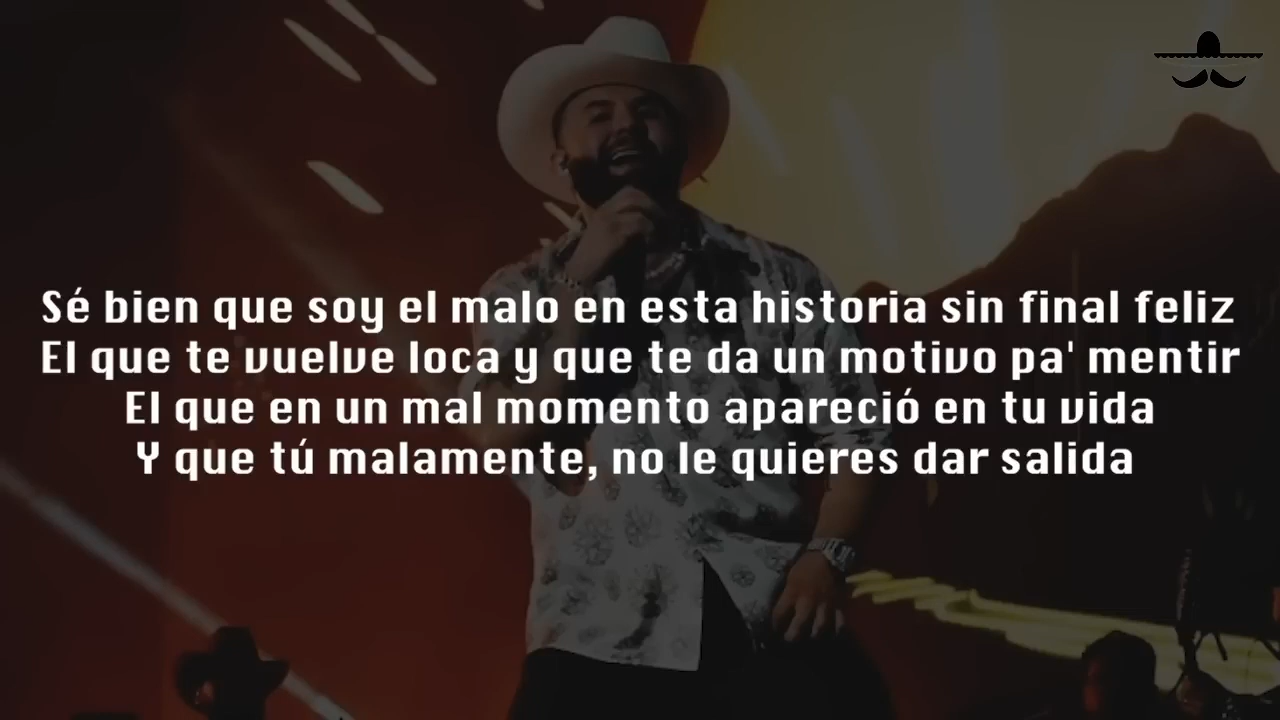 Sé bien que soy el malo en esta historia sin final feliz
El que te vuelve loca y que te da un motivo pa' mentir
El que en un mal momento apareció en tu vida
Y que tú malamente, no le quieres dar salida